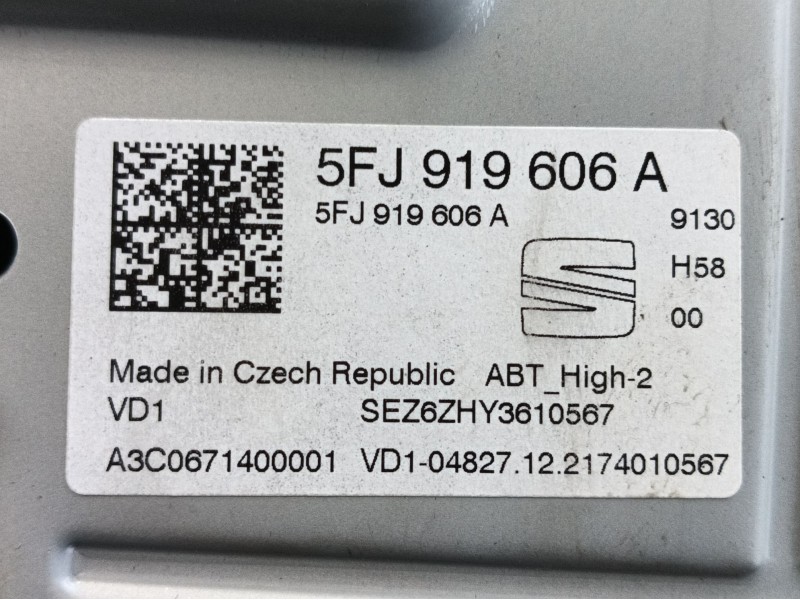 5FJ 919 606 A
5FJ 919 606 A 9130
H58
00
Made in Czech Republic ABT_High-2
VD1 SEZ6ZHY3610567
A3C0671400001 VD1-04827.12.2174010567